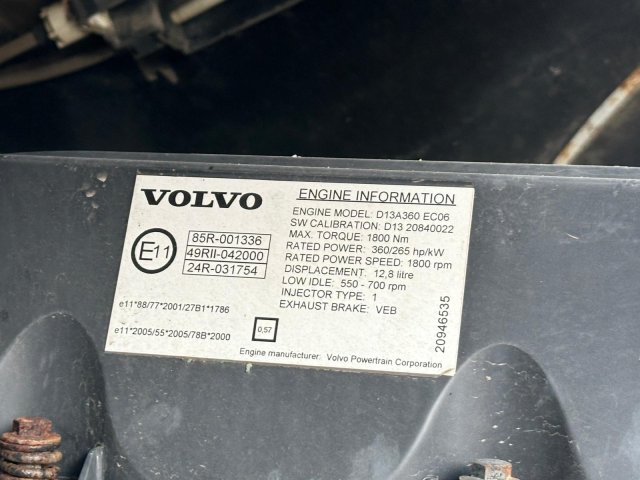 VOLVO
ENGINE INFORMATION
E11
85R-001336
49RII-042000
24R-031754
ENGINE MODEL: D13A360 EC06
SW CALIBRATION: D13 20840022
MAX. TORQUE: 1800 Nm
RATED POWER: 360/265 hp/kW
RATED POWER SPEED: 1800 rpm
DISPLACEMENT: 12,8 litre
LOW IDLE: 550 - 700 rpm
INJECTOR TYPE: 1
EXHAUST BRAKE: VEB
e11*88/77*2001/27B1*1786
e11*2005/55*2005/78B*2000
0,57
20946535
Engine manufacturer: Volvo Powertrain Corporation